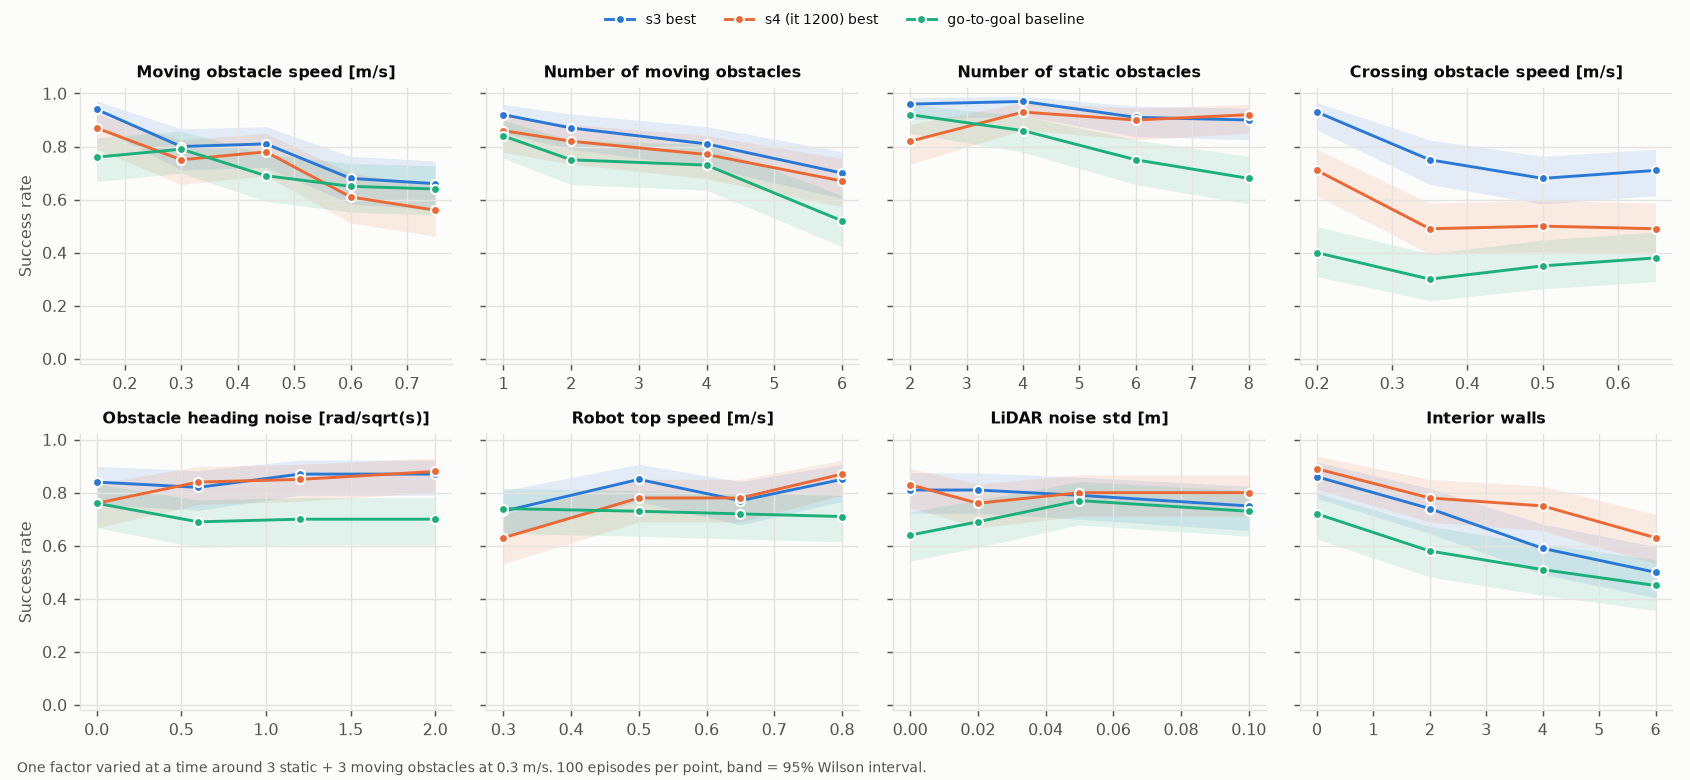 s3 best   s4 (it 1200) best   go-to-goal baseline
Moving obstacle speed [m/s]   Number of moving obstacles   Number of static obstacles   Crossing obstacle speed [m/s]
Success rate
1.0
0.8
0.6
0.4
0.2
0.0
0.2 0.3 0.4 0.5 0.6 0.7   1 2 3 4 5 6   2 3 4 5 6 7 8   0.2 0.3 0.4 0.5 0.6
Obstacle heading noise [rad/sqrt(s)]   Robot top speed [m/s]   LiDAR noise std [m]   Interior walls
Success rate
1.0
0.8
0.6
0.4
0.2
0.0
0.0 0.5 1.0 1.5 2.0   0.3 0.4 0.5 0.6 0.7 0.8   0.00 0.02 0.04 0.06 0.08 0.10   0 1 2 3 4 5 6
One factor varied at a time around 3 static + 3 moving obstacles at 0.3 m/s. 100 episodes per point, band = 95% Wilson interval.